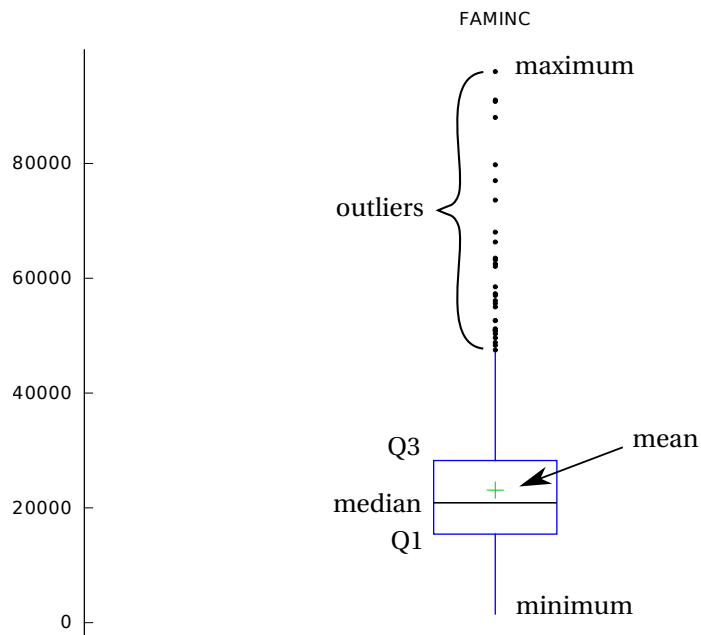 FAMINC
maximum
80000
outliers
60000
40000
mean
Q3
median
20000
Q1
minimum
0